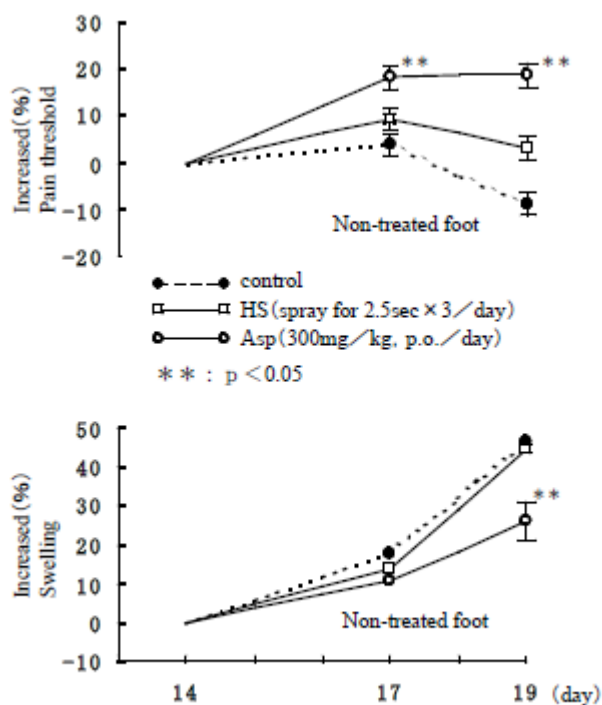 Increased(%)
Pain threshold
20
10
0
-10
-20
**
**
Non-treated foot
control
HS(spray for 2.5sec×3/day)
Asp(300mg/kg, p.o./day)
**: p<0.05
Increased(%)
Swelling
50
40
30
20
10
0
-10
**
Non-treated foot
14 17 19 (day)